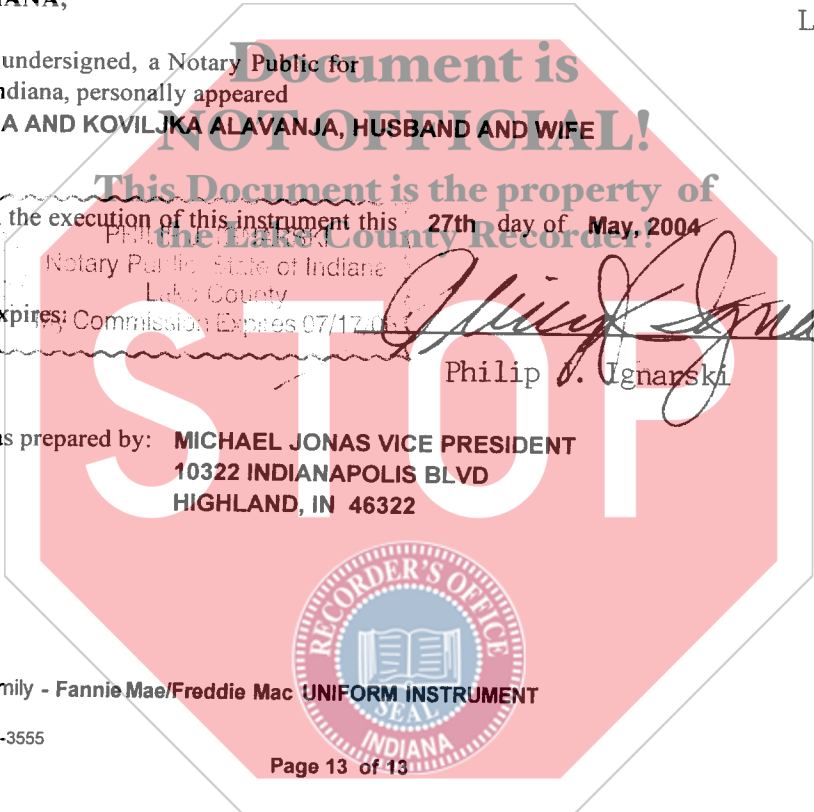 IANA,
L
undersigned, a Notary Public for
ndiana, personally appeared
A AND KOVILJKA ALAVANJA, HUSBAND AND WIFE
Document is
NOT OFFICIAL!
This Document is the property of
the Lake County Recorder!
the execution of this instrument this 27th day of May, 2004
Notary Public, State of Indiana
Lake County
My Commission Expires 07/17/0
xpires:
Philip J. Ignarski
as prepared by: MICHAEL JONAS VICE PRESIDENT
10322 INDIANAPOLIS BLVD
HIGHLAND, IN 46322
STOP
RECORDER'S OFFICE
SEAL
INDIANA
mily - Fannie Mae/Freddie Mac UNIFORM INSTRUMENT
-3555
Page 13 of 13